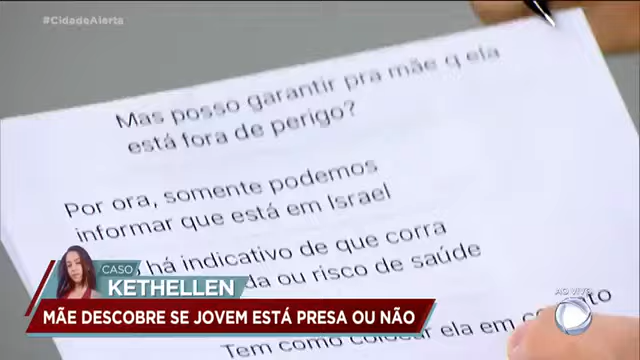 #CidadeAlerta
Mas posso garantir pra mãe q ela
está fora de perigo?
Por ora, somente podemos
informar que está em Israel
há indicativo de que corra
ou risco de saúde
CASO
KETHELLEN
MÃE DESCOBRE SE JOVEM ESTÁ PRESA OU NÃO
AO VIVO
Tem como colocar ela em